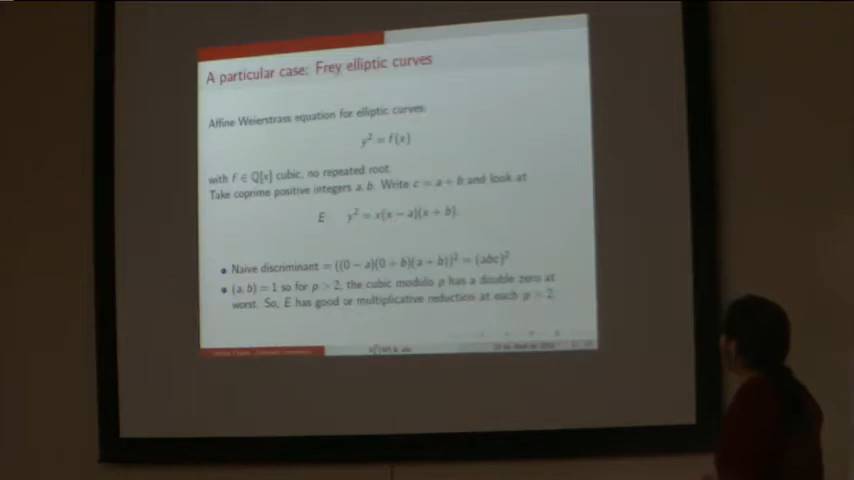 A particular case: Frey elliptic curves
Affine Weierstrass equation for elliptic curves:
y² = f(x)
with f ∈ Q[x] cubic, no repeated root.
Take coprime positive integers a, b. Write c = a + b and look at
E : y² = x(x − a)(x + b).
• Naive discriminant = ((0 − a)(0 + b)(a + b))² = (abc)²
• (a, b) = 1 so for p > 2, the cubic modulo p has a double zero at
worst. So, E has good or multiplicative reduction at each p > 2.